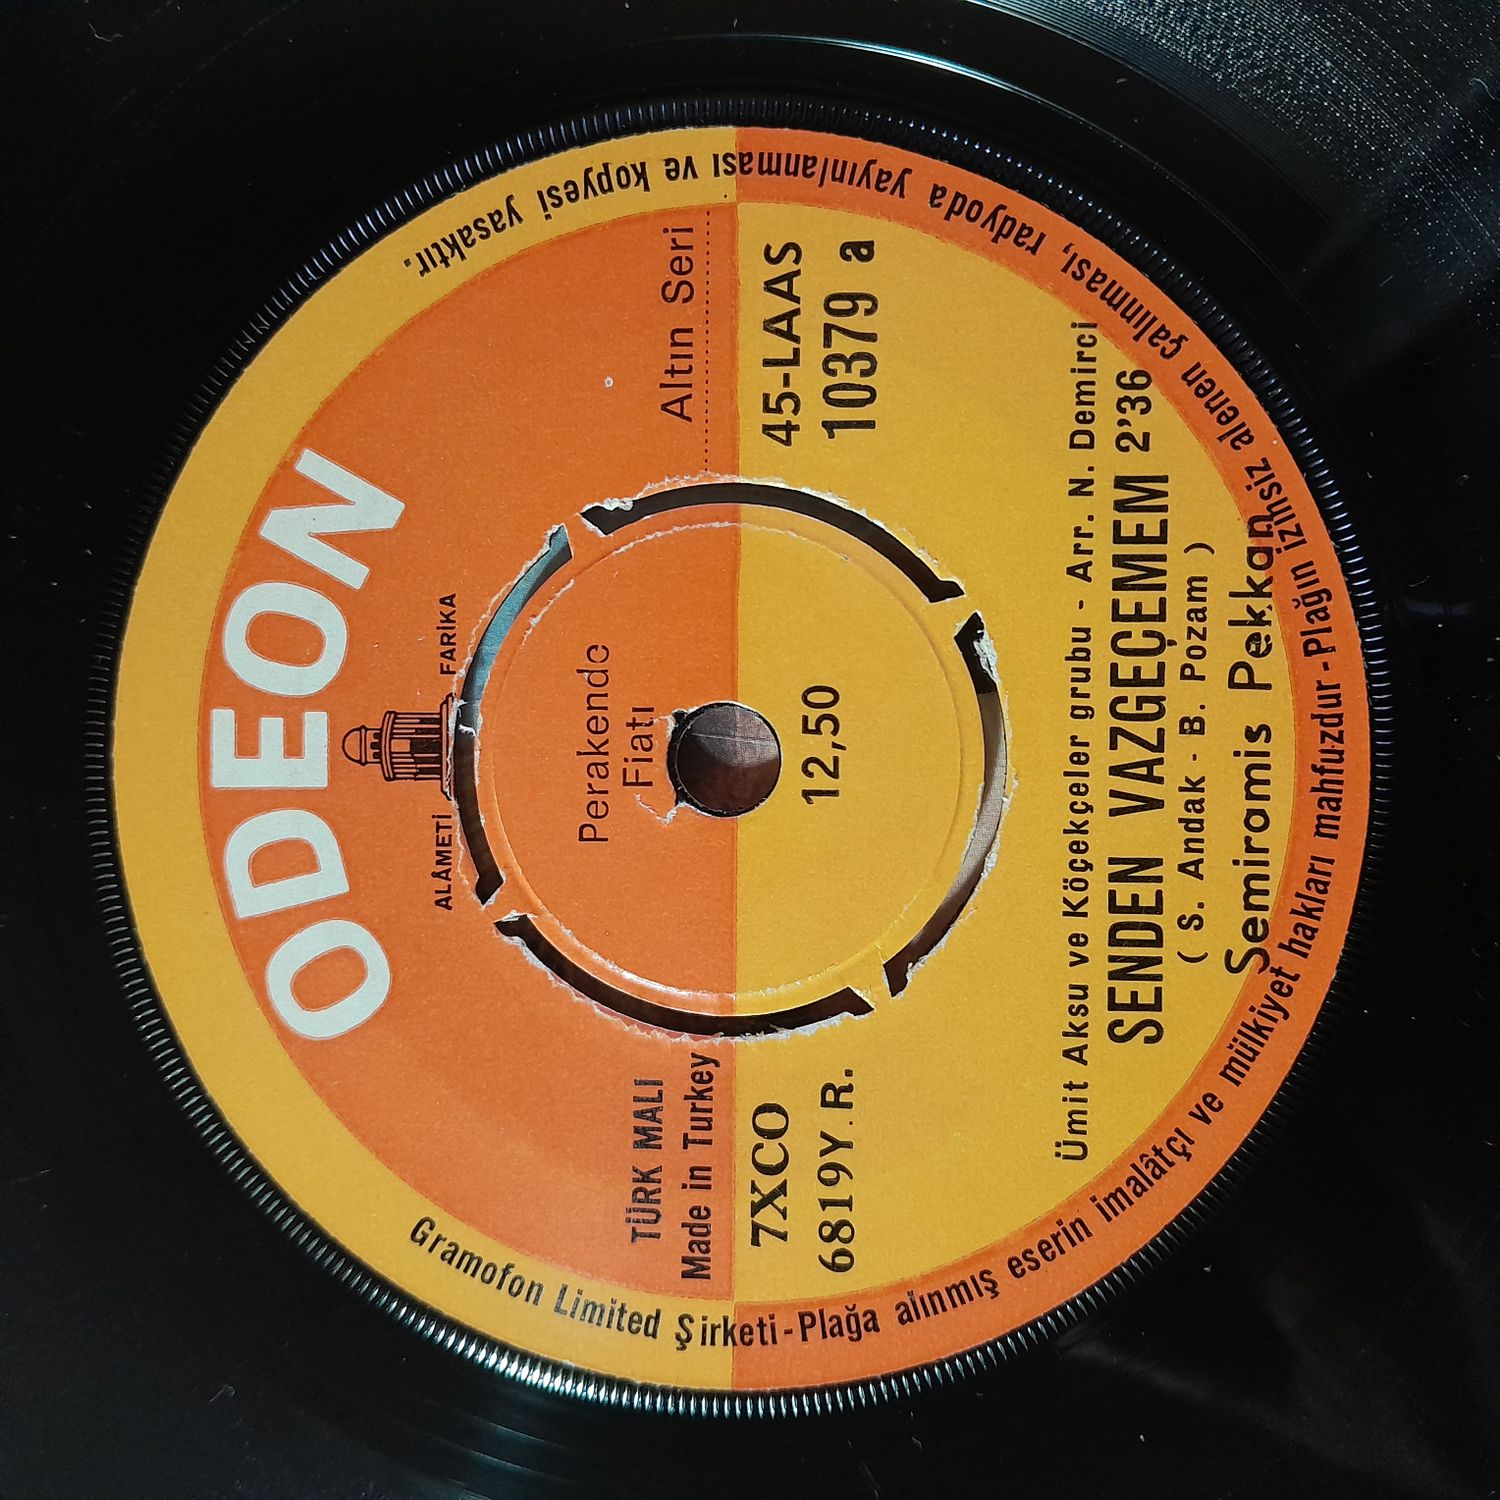 ODEON
ALÂMETİ FARİKA
TÜRK MALI
Made in Turkey
Perakende
Fiatı
Altın Seri
7XCO
6819Y.R.
12,50
45-LAAS
10379 a
Ümit Aksu ve Köçekçeler grubu - Arr. N. Demirci
SENDEN VAZGEÇEMEM 2'36
( S. Andak - B. Pozam )
Semiramis Pekkan
Gramofon Limited Şirketi - Plağa alınmış eserin imalâtçı ve mülkiyet hakları mahfuzdur - Plağın izinsiz alenen çalınması, radyoda yayınlanması ve kopyesi yasaktır.